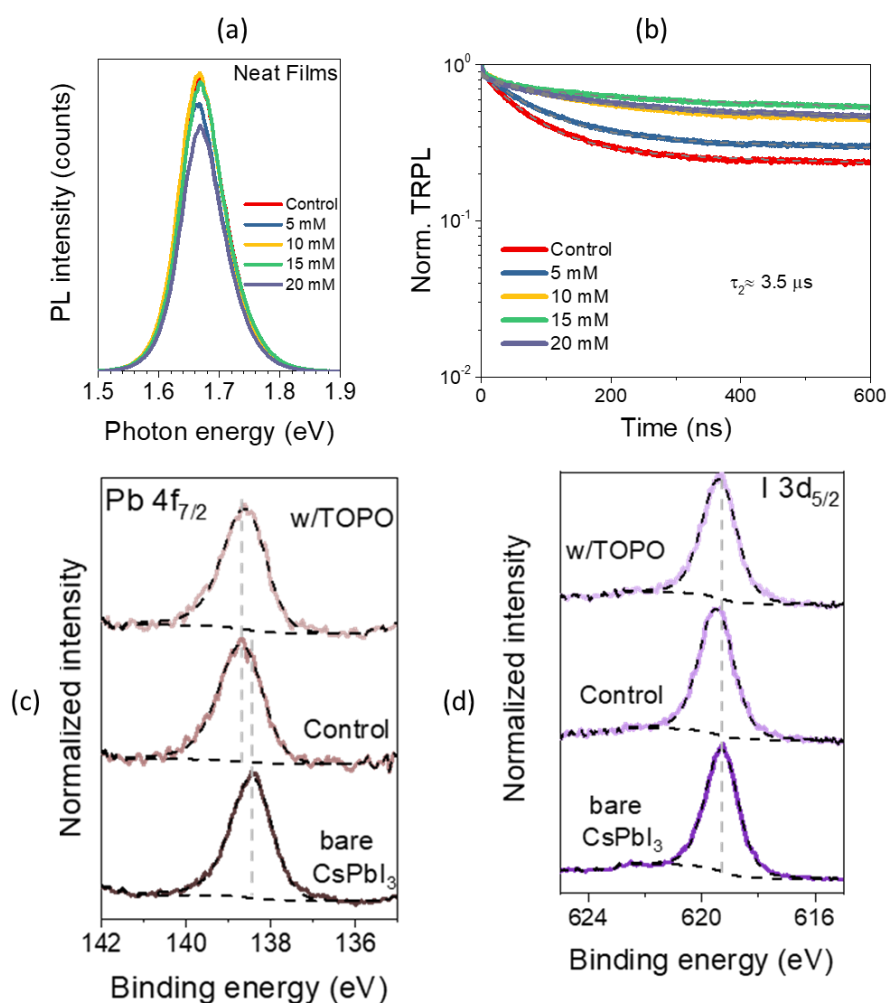 (a)
Neat Films
PL intensity (counts)
Control
5 mM
10 mM
15 mM
20 mM
1.5 1.6 1.7 1.8 1.9
Photon energy (eV)
(b)
10⁰
10⁻¹
10⁻²
Norm. TRPL
Control
5 mM
10 mM
15 mM
20 mM
τ₂≈ 3.5 μs
0 200 400 600
Time (ns)
(c)
Pb 4f₇/₂
w/TOPO
Control
bare
CsPbI₃
Normalized intensity
142 140 138 136
Binding energy (eV)
(d)
I 3d₅/₂
w/TOPO
Control
bare
CsPbI₃
Normalized intensity
624 620 616
Binding energy (eV)